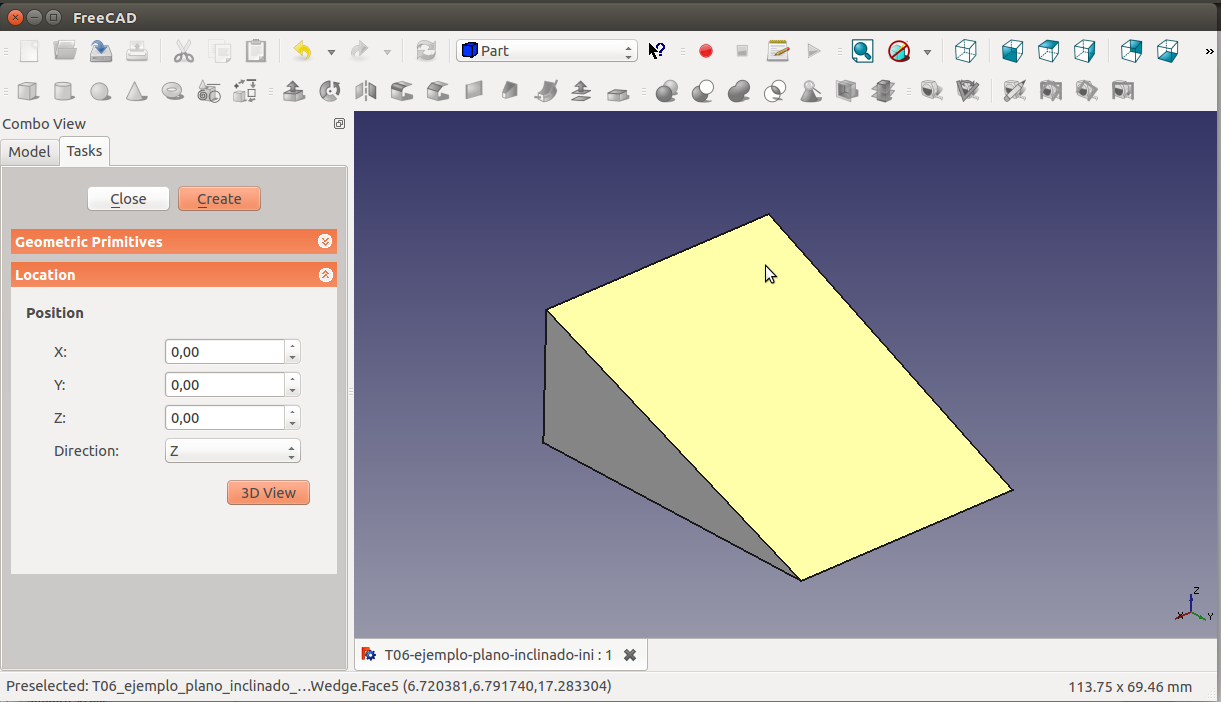 FreeCAD
Part
»
Combo View
Model
Tasks
Close
Create
Geometric Primitives
Location
Position
X:
0,00
Y:
0,00
Z:
0,00
Direction:
Z
3D View
Z
X
Y
T06-ejemplo-plano-inclinado-ini : 1
Preselected: T06_ejemplo_plano_inclinado_...Wedge.Face5 (6.720381,6.791740,17.283304)
113.75 x 69.46 mm